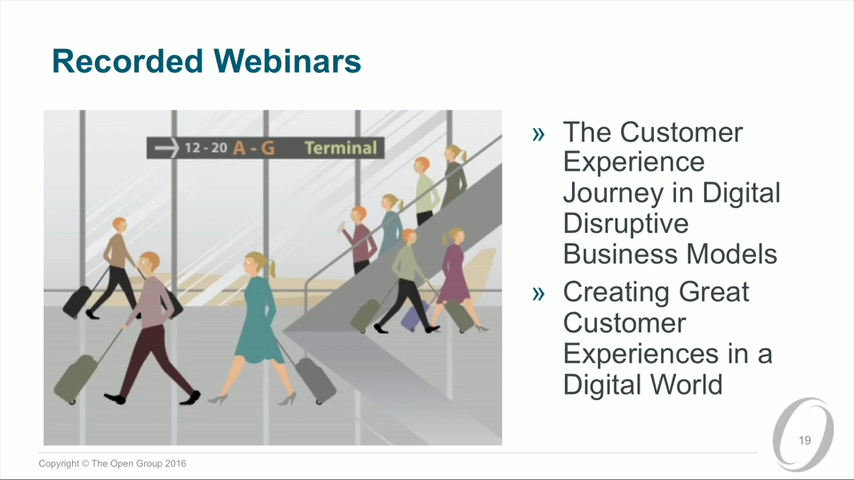 Recorded Webinars
12 - 20 A - G Terminal
» The Customer
Experience
Journey in Digital
Disruptive
Business Models
» Creating Great
Customer
Experiences in a
Digital World
19
Copyright © The Open Group 2016